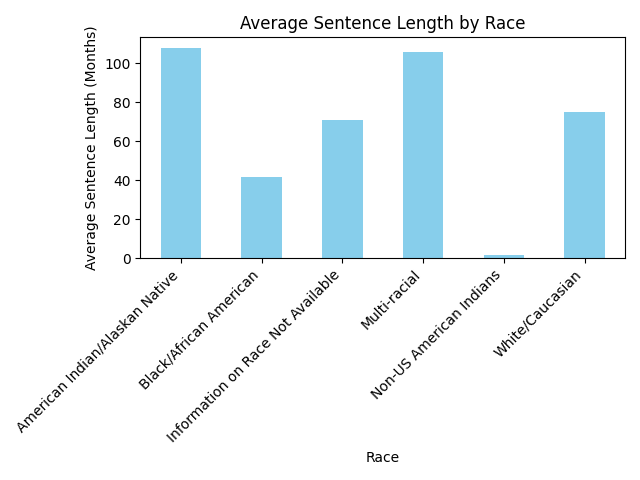 Average Sentence Length by Race
Average Sentence Length (Months)
100
80
60
40
20
0
American Indian/Alaskan Native
Black/African American
Information on Race Not Available
Multi-racial
Non-US American Indians
White/Caucasian
Race